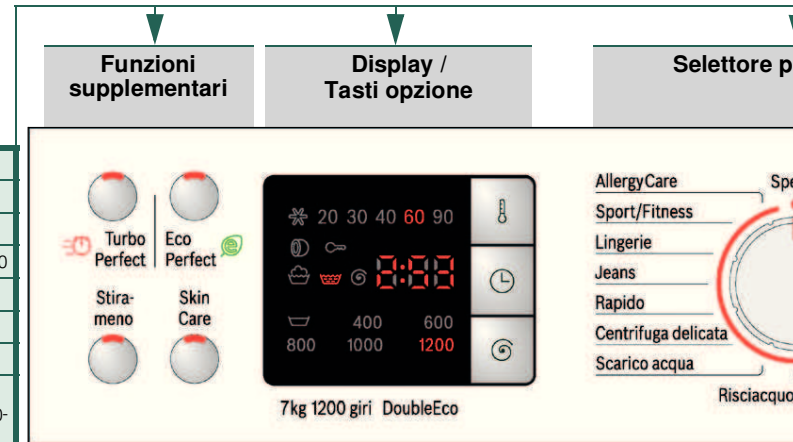 Funzioni
supplementari
Display /
Tasti opzione
Selettore p
Turbo
Perfect
Eco
Perfect
Stira-
meno
Skin
Care
20 30 40 60 90
2:53
400 600
800 1000 1200
7kg 1200 giri DoubleEco
AllergyCare
Sport/Fitness
Lingerie
Jeans
Rapido
Centrifuga delicata
Scarico acqua
Spe
Risciacquo